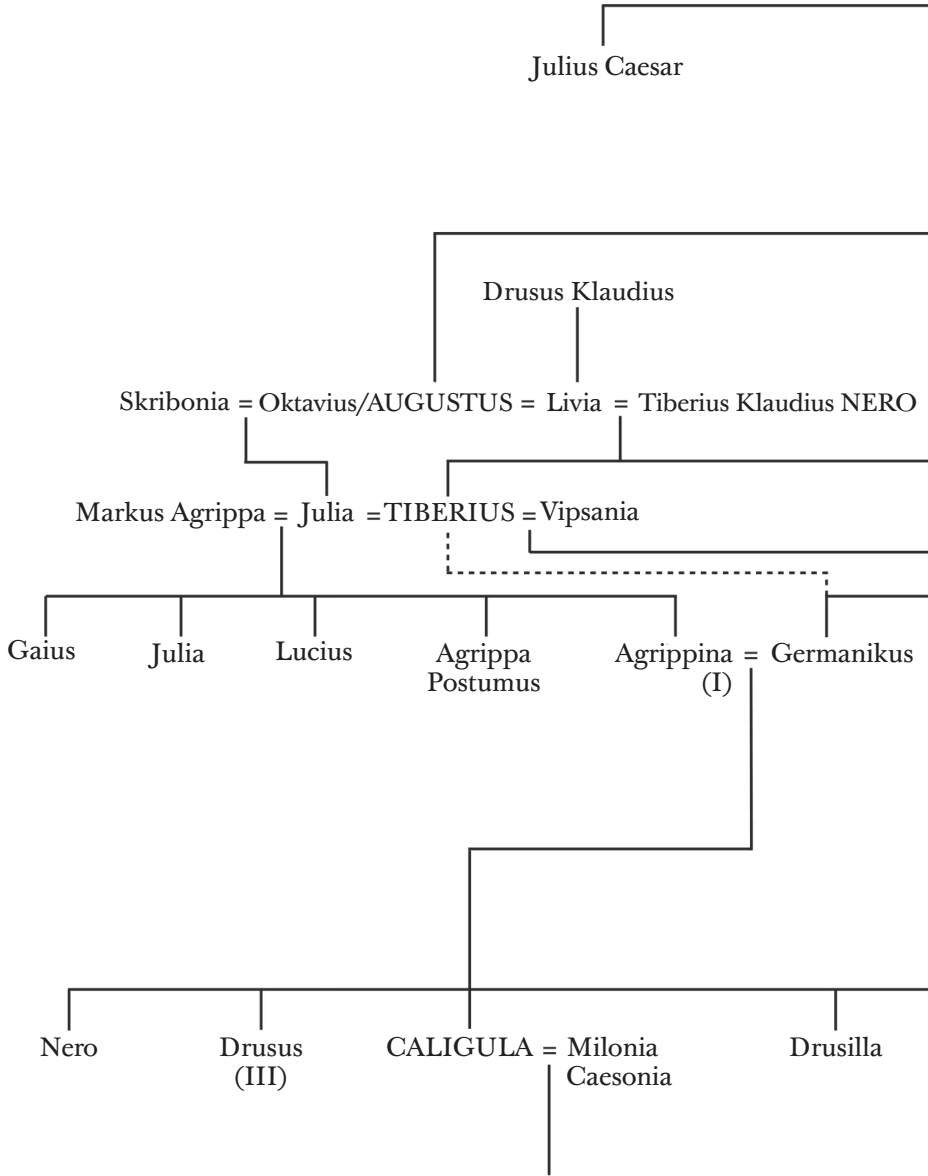 Julius Caesar
Drusus Klaudius
Skribonia = Oktavius/AUGUSTUS = Livia = Tiberius Klaudius NERO
Markus Agrippa = Julia =TIBERIUS =Vipsania
Gaius Julia Lucius Agrippa Agrippina = Germanikus
Postumus (I)
Nero Drusus CALIGULA = Milonia Drusilla
(III) Caesonia